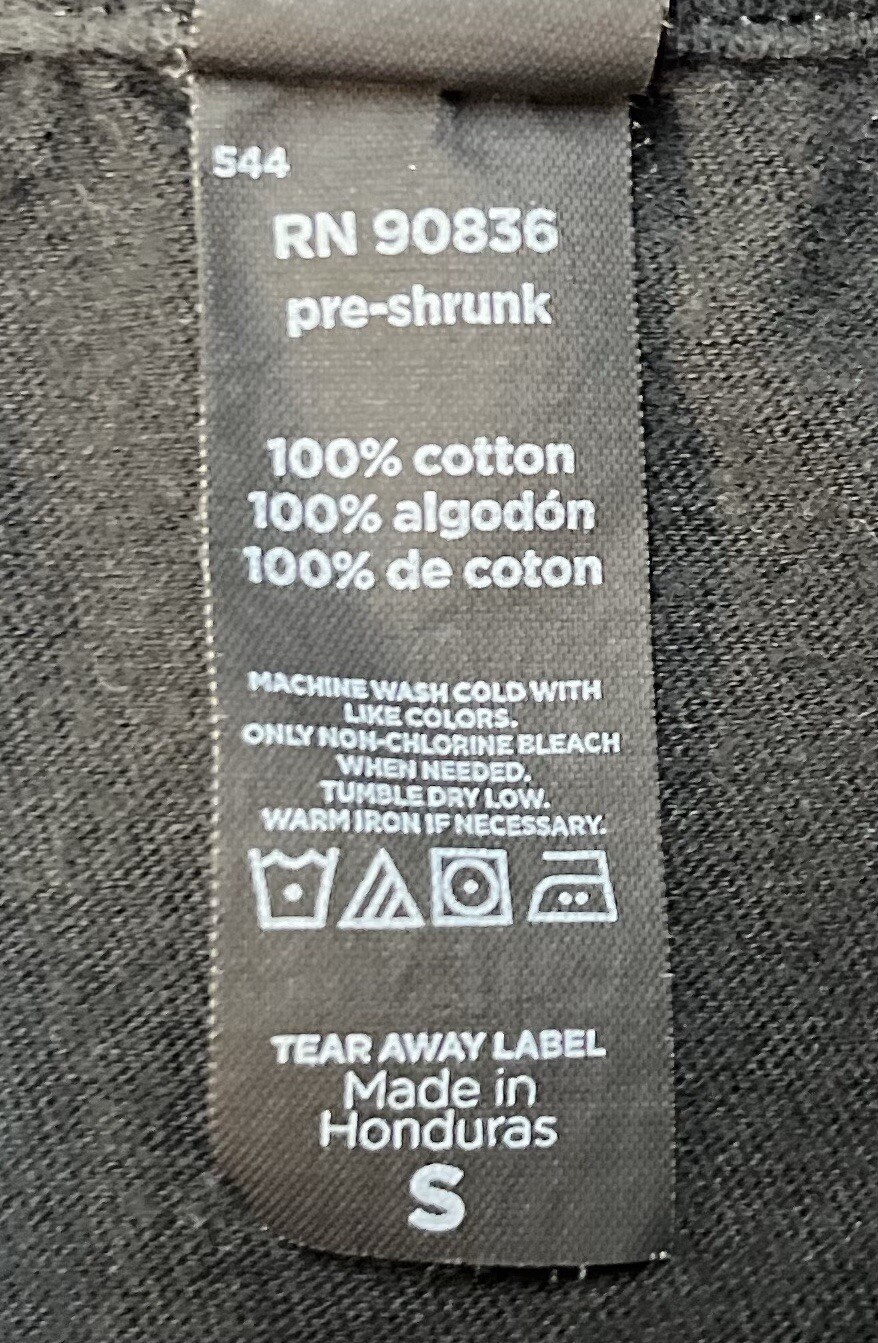 544
RN 90836
pre-shrunk
100% cotton
100% algodón
100% de coton
MACHINE WASH COLD WITH
LIKE COLORS.
ONLY NON-CHLORINE BLEACH
WHEN NEEDED.
TUMBLE DRY LOW.
WARM IRON IF NECESSARY.
TEAR AWAY LABEL
Made in
Honduras
S